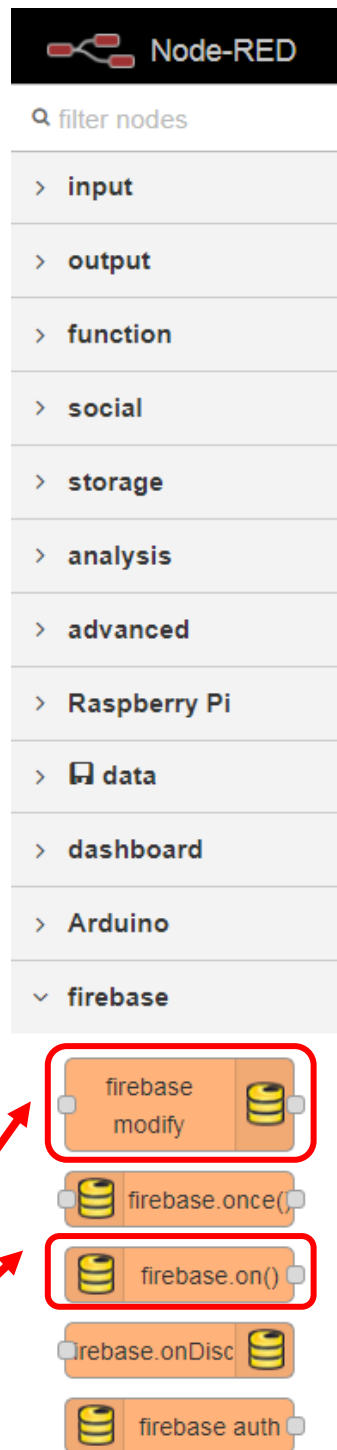 Node-RED
filter nodes
input
output
function
social
storage
analysis
advanced
Raspberry Pi
data
dashboard
Arduino
firebase
firebase
modify
firebase.once()
firebase.on()
firebase.onDisc
firebase auth